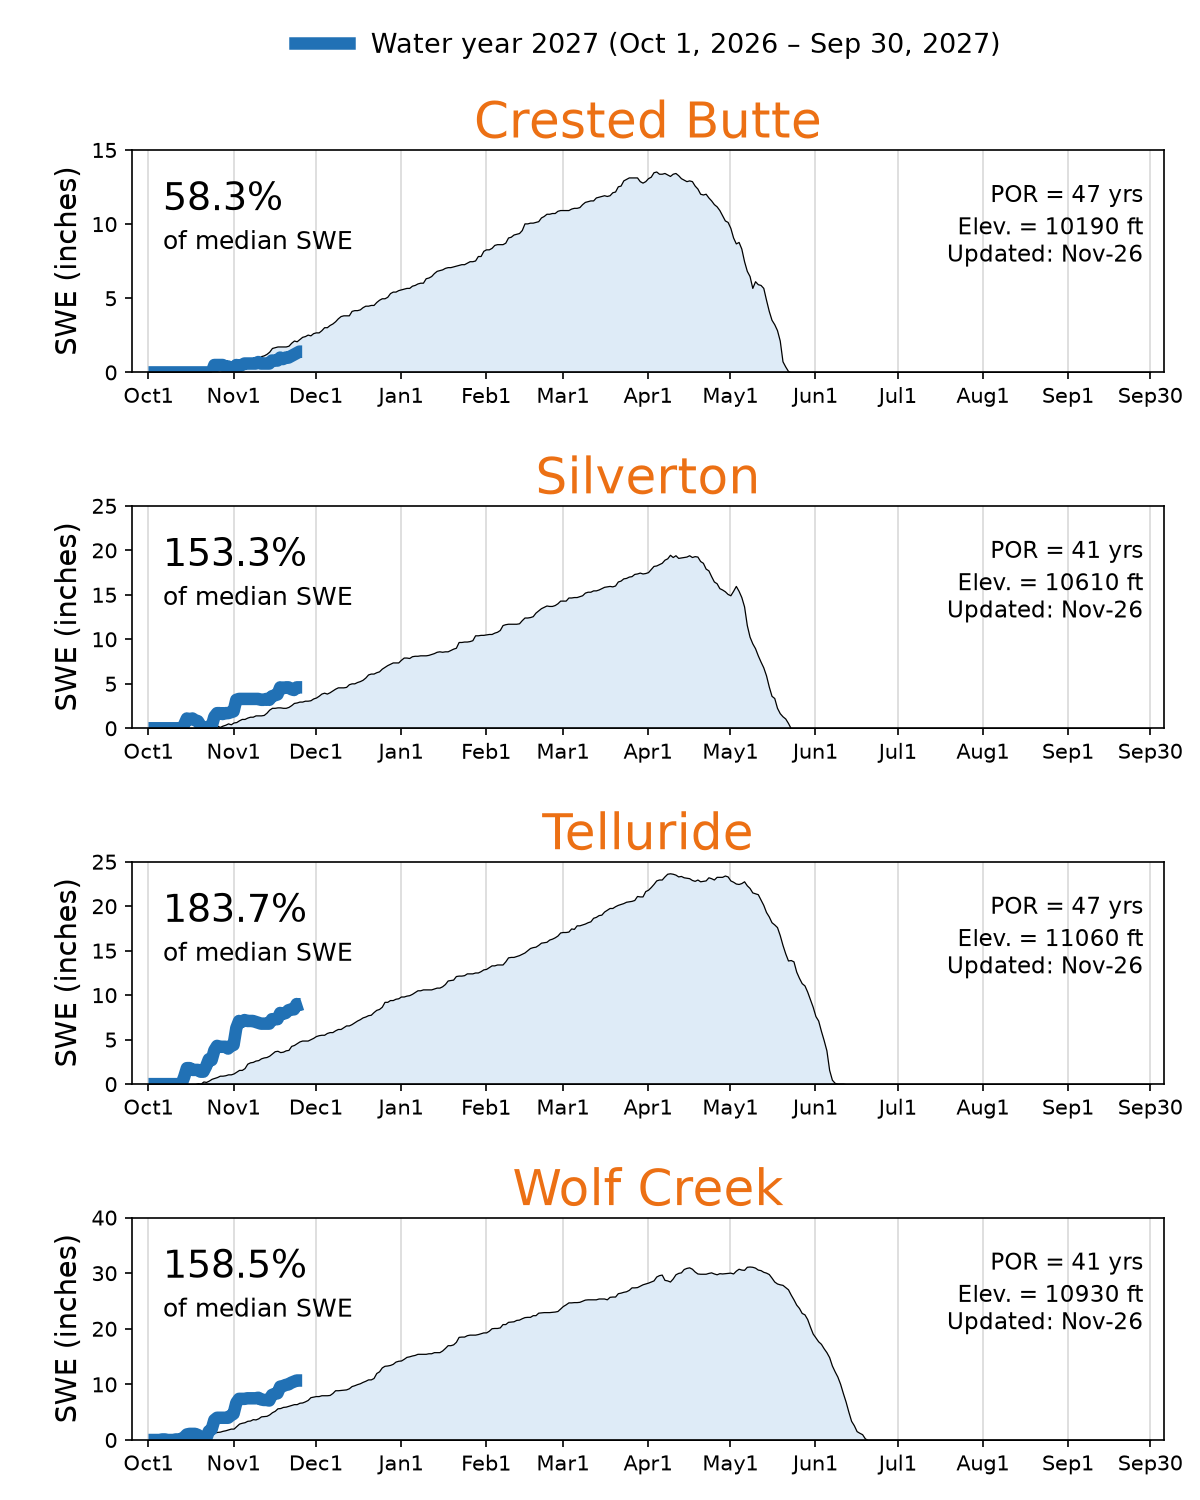 Water year 2027 (Oct 1, 2026 – Sep 30, 2027)
Crested Butte
SWE (inches)
15
10
5
0
58.3%
of median SWE
POR = 47 yrs
Elev. = 10190 ft
Updated: Nov-26
Oct1 Nov1 Dec1 Jan1 Feb1 Mar1 Apr1 May1 Jun1 Jul1 Aug1 Sep1 Sep30
Silverton
SWE (inches)
25
20
15
10
5
0
153.3%
of median SWE
POR = 41 yrs
Elev. = 10610 ft
Updated: Nov-26
Oct1 Nov1 Dec1 Jan1 Feb1 Mar1 Apr1 May1 Jun1 Jul1 Aug1 Sep1 Sep30
Telluride
SWE (inches)
25
20
15
10
5
0
183.7%
of median SWE
POR = 47 yrs
Elev. = 11060 ft
Updated: Nov-26
Oct1 Nov1 Dec1 Jan1 Feb1 Mar1 Apr1 May1 Jun1 Jul1 Aug1 Sep1 Sep30
Wolf Creek
SWE (inches)
40
30
20
10
0
158.5%
of median SWE
POR = 41 yrs
Elev. = 10930 ft
Updated: Nov-26
Oct1 Nov1 Dec1 Jan1 Feb1 Mar1 Apr1 May1 Jun1 Jul1 Aug1 Sep1 Sep30